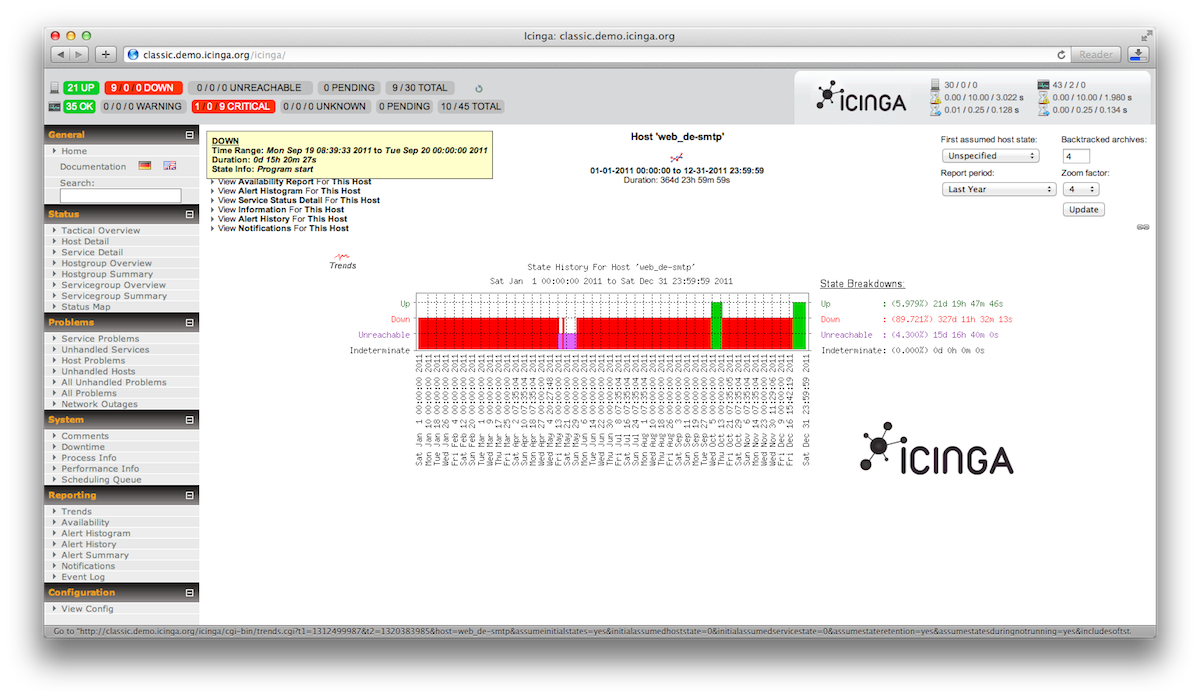 Icinga: classic.demo.icinga.org
classic.demo.icinga.org/icinga/
Reader
21 UP
9 / 0 / 0 DOWN
0 / 0 / 0 UNREACHABLE
0 PENDING
9 / 30 TOTAL
35 OK
0 / 0 / 0 WARNING
1 / 0 / 9 CRITICAL
0 / 0 / 0 UNKNOWN
0 PENDING
10 / 45 TOTAL
ICINGA
30 / 0 / 0
0.00 / 10.00 / 3.022 s
0.01 / 0.25 / 0.128 s
43 / 2 / 0
0.00 / 10.00 / 1.980 s
0.00 / 0.25 / 0.134 s
General
Home
Documentation
Search:
Status
Tactical Overview
Host Detail
Service Detail
Hostgroup Overview
Hostgroup Summary
Servicegroup Overview
Servicegroup Summary
Status Map
Problems
Service Problems
Unhandled Services
Host Problems
Unhandled Hosts
All Unhandled Problems
All Problems
Network Outages
System
Comments
Downtime
Process Info
Performance Info
Scheduling Queue
Reporting
Trends
Availability
Alert Histogram
Alert History
Alert Summary
Notifications
Event Log
Configuration
View Config
DOWN
Time Range: Mon Sep 19 08:39:33 2011 to Tue Sep 20 00:00:00 2011
Duration: 0d 15h 20m 27s
State Info: Program start
View Availability Report For This Host
View Alert Histogram For This Host
View Service Status Detail For This Host
View Information For This Host
View Alert History For This Host
View Notifications For This Host
Host 'web_de-smtp'
01-01-2011 00:00:00 to 12-31-2011 23:59:59
Duration: 364d 23h 59m 59s
First assumed host state:
Unspecified
Backtracked archives:
4
Report period:
Last Year
Zoom factor:
4
Update
Trends
State History For Host 'web_de-smtp'
Sat Jan 1 00:00:00 2011 to Sat Dec 31 23:59:59 2011
Up
Down
Unreachable
Indeterminate
Sat Jan 1 00:00:00 2011
Sat Dec 31 23:59:59 2011
State Breakdowns:
Up : (5.979%) 21d 19h 47m 46s
Down : (89.721%) 327d 11h 32m 13s
Unreachable : (4.300%) 15d 16h 40m 0s
Indeterminate: (0.000%) 0d 0h 0m 0s
ICINGA
Go to "http://classic.demo.icinga.org/icinga/cgi-bin/trends.cgi?t1=1312499987&t2=1320383985&host=web_de-smtp&assumeinitialstates=yes&initialassumedhoststate=0&initialassumedservicestate=0&assumestateretention=yes&assumestatesduringnotrunning=yes&includesoftst